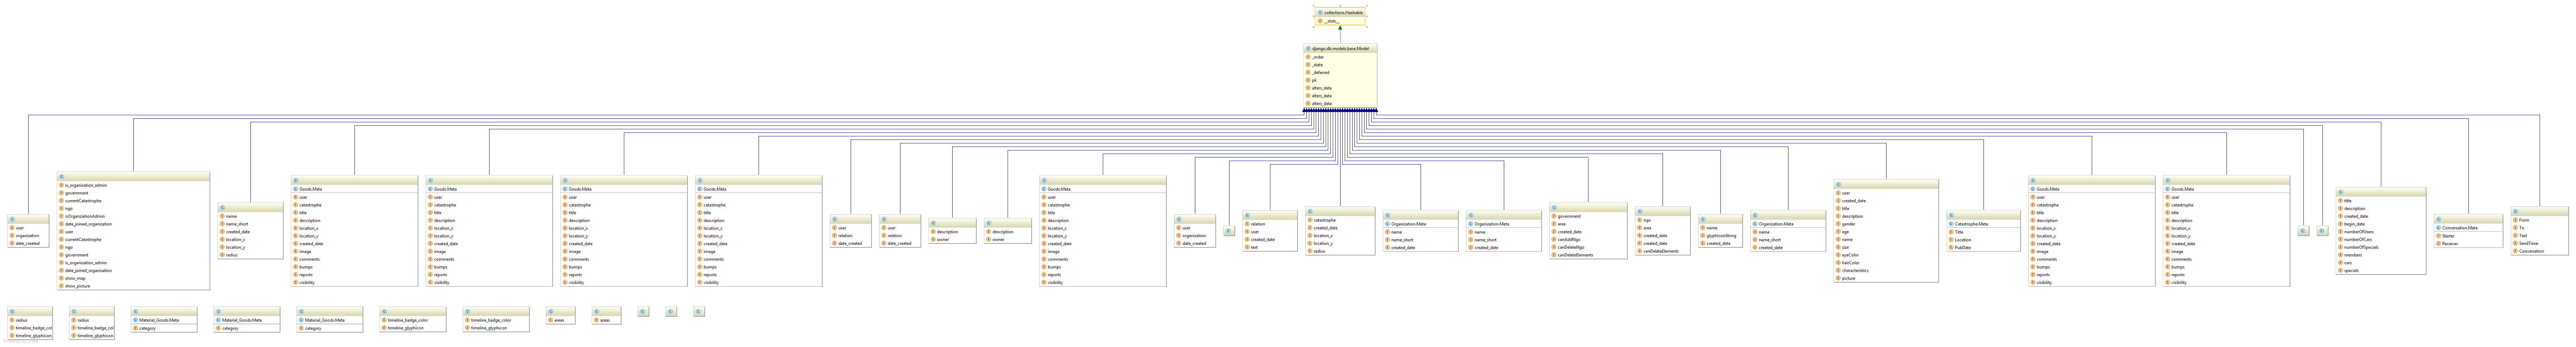 collections.Hashable
__slots__
django.db.models.base.Model
_order
_state
_deferred
pk
alters_data
alters_data
alters_data
user
organization
date_created
is_organization_admin
government
currentCatastrophe
ngo
isOrganizationAdmin
data_joined_organization
user
currentCatastrophe
ngo
government
is_organization_admin
date_joined_organization
show_map
show_picture
name
name_short
created_date
location_x
location_y
radius
Goods.Meta
user
catastrophe
title
description
location_x
location_y
created_date
image
comments
bumps
reports
visibility
Goods.Meta
user
catastrophe
title
description
location_x
location_y
created_date
image
comments
bumps
reports
visibility
Goods.Meta
user
catastrophe
title
description
location_x
location_y
created_date
image
comments
bumps
reports
visibility
Goods.Meta
user
catastrophe
title
description
location_x
location_y
created_date
image
comments
bumps
reports
visibility
user
relation
date_created
user
relation
date_created
description
owner
description
owner
Goods.Meta
user
catastrophe
title
description
location_x
location_y
created_date
image
comments
bumps
reports
visibility
user
organization
date_created
relation
user
created_date
text
catastrophe
created_date
location_x
location_y
radius
Organization.Meta
name
name_short
created_date
Organization.Meta
name
name_short
created_date
government
area
created_date
canAddNgo
canDeleteNgo
canDeleteElements
ngo
area
created_date
created_date
canDeleteElements
name
glyphiconString
created_date
Organization.Meta
name
name_short
created_date
user
created_date
title
description
gender
age
name
size
eyeColor
hairColor
characteristics
picture
Catastrophe.Meta
Title
Location
PubDate
Goods.Meta
user
catastrophe
title
description
location_x
location_y
created_date
image
comments
bumps
reports
visibility
Goods.Meta
user
catastrophe
title
description
location_x
location_y
created_date
image
comments
bumps
reports
visibility
title
description
created_date
begin_date
numberOfUsers
numberOfCars
numberOfSpecials
members
cars
specials
Conversation.Meta
Starter
Receiver
From
To
Text
SendTime
Conversation
radius
timeline_badge_col
timeline_glyphicon
radius
timeline_badge_col
timeline_glyphicon
Material_Goods.Meta
category
Material_Goods.Meta
category
Material_Goods.Meta
category
timeline_badge_color
timeline_glyphicon
timeline_badge_color
timeline_glyphicon
areas
areas